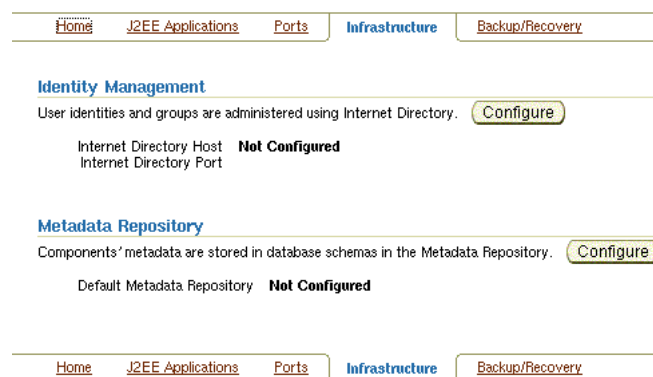 Home J2EE Applications Ports Infrastructure Backup/Recovery
Identity Management
User identities and groups are administered using Internet Directory. Configure
Internet Directory Host Not Configured
Internet Directory Port
Metadata Repository
Components' metadata are stored in database schemas in the Metadata Repository. Configure
Default Metadata Repository Not Configured
Home J2EE Applications Ports Infrastructure Backup/Recovery